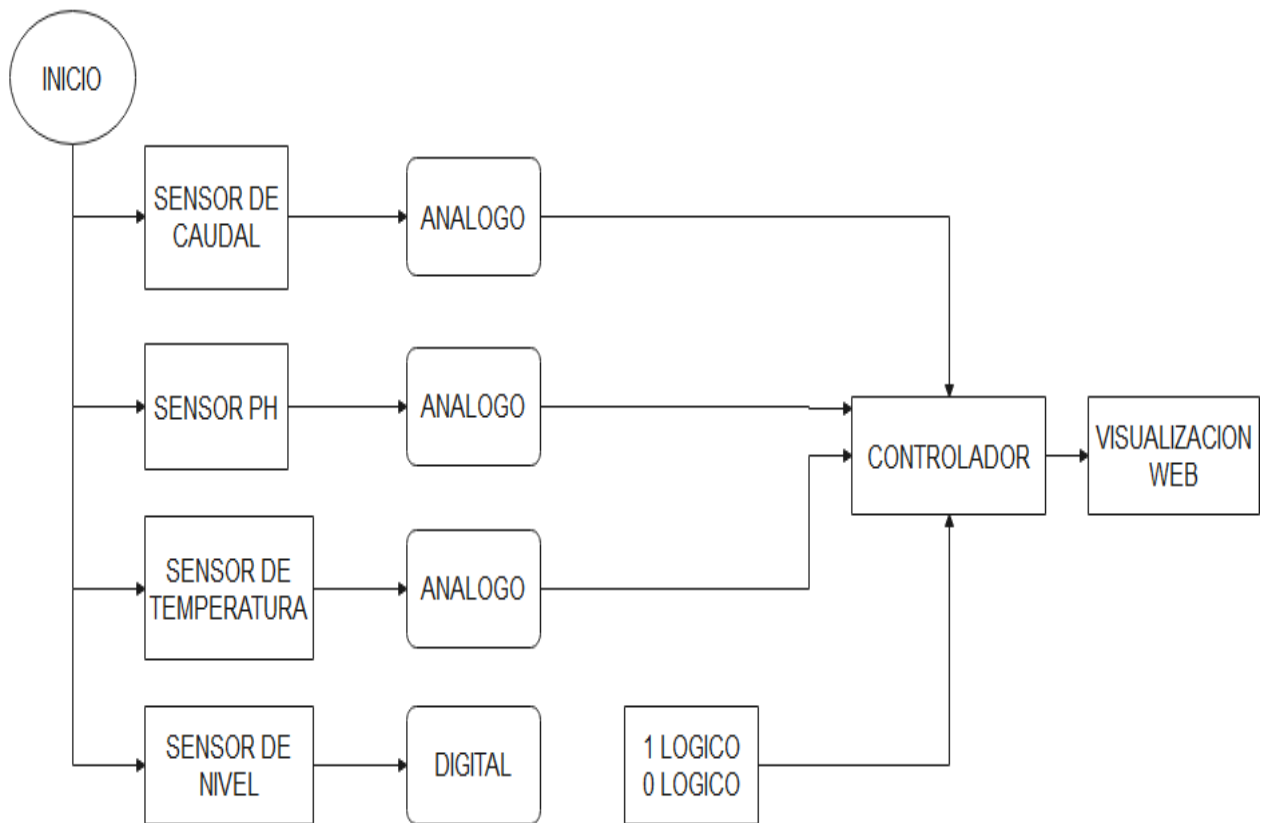 INICIO
SENSOR DE
CAUDAL
ANALOGO
SENSOR PH
ANALOGO
CONTROLADOR
VISUALIZACION
WEB
SENSOR DE
TEMPERATURA
ANALOGO
SENSOR DE
NIVEL
DIGITAL
1 LOGICO
0 LOGICO